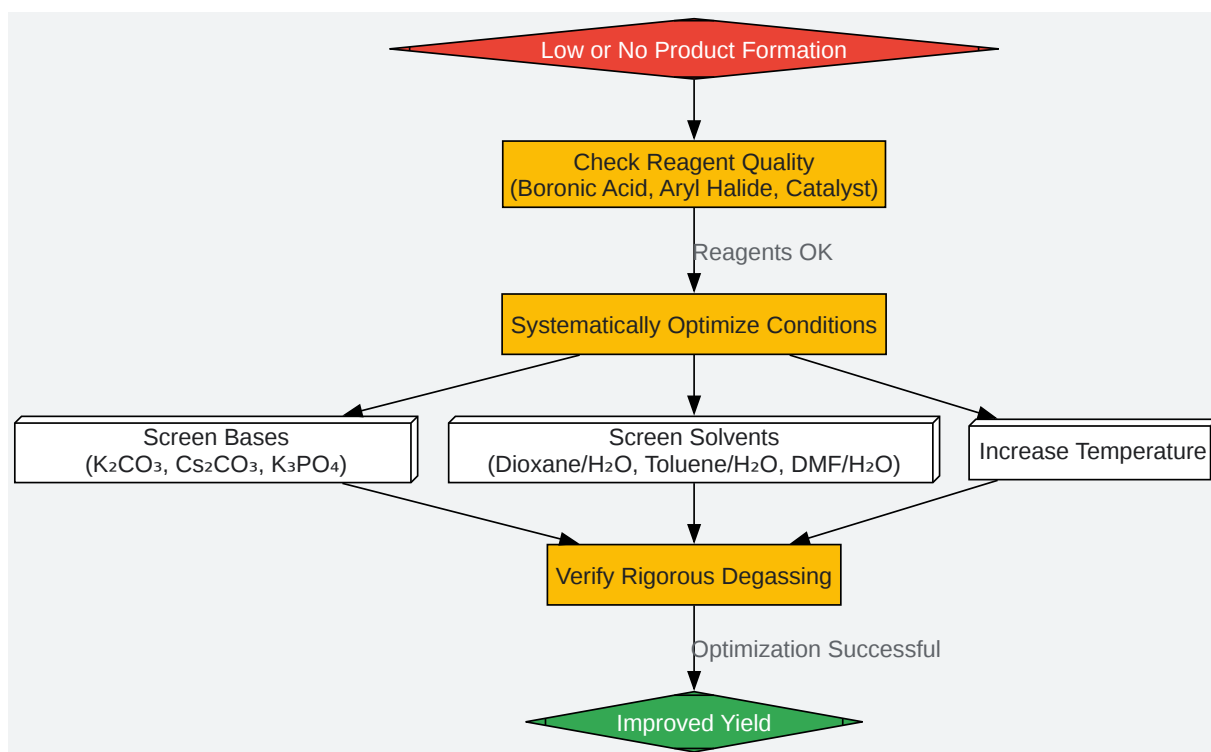 Low or No Product Formation
Check Reagent Quality
(Boronic Acid, Aryl Halide, Catalyst)
Reagents OK
Systematically Optimize Conditions
Screen Bases
(K₂CO₃, Cs₂CO₃, K₃PO₄)
Screen Solvents
(Dioxane/H₂O, Toluene/H₂O, DMF/H₂O)
Increase Temperature
Verify Rigorous Degassing
Optimization Successful
Improved Yield